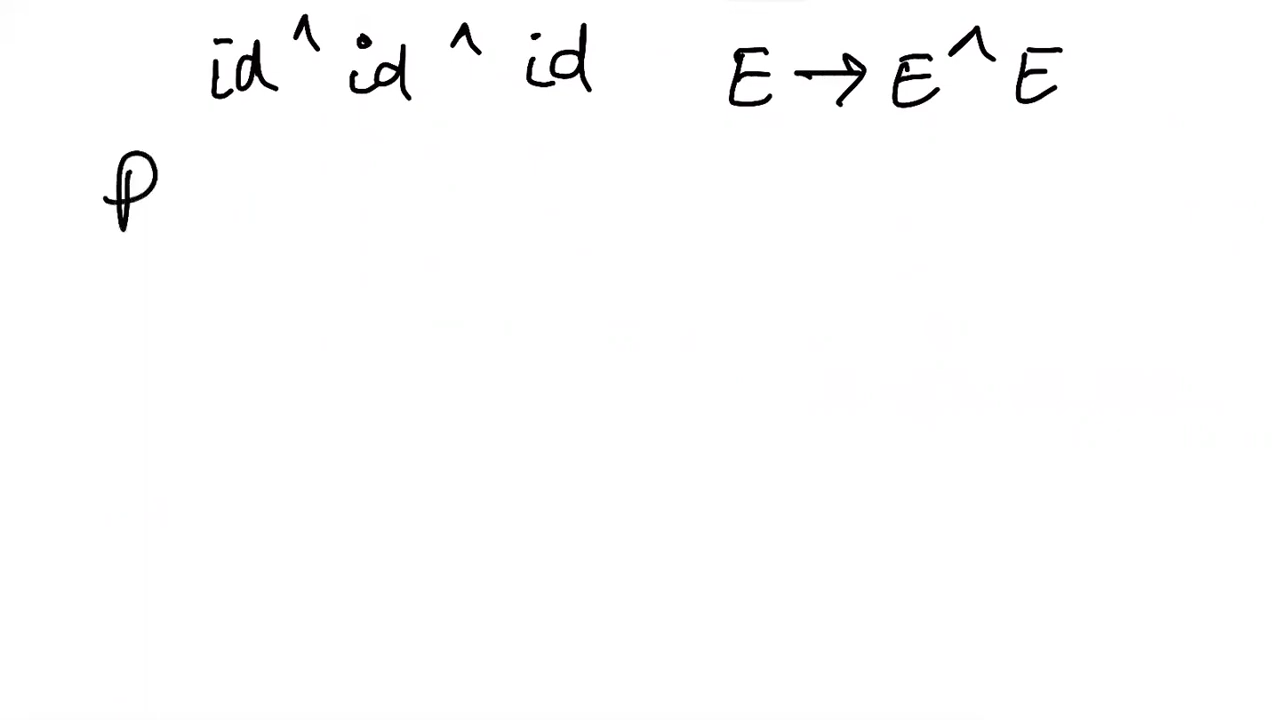 id ^ id ^ id E → E ^ E
P